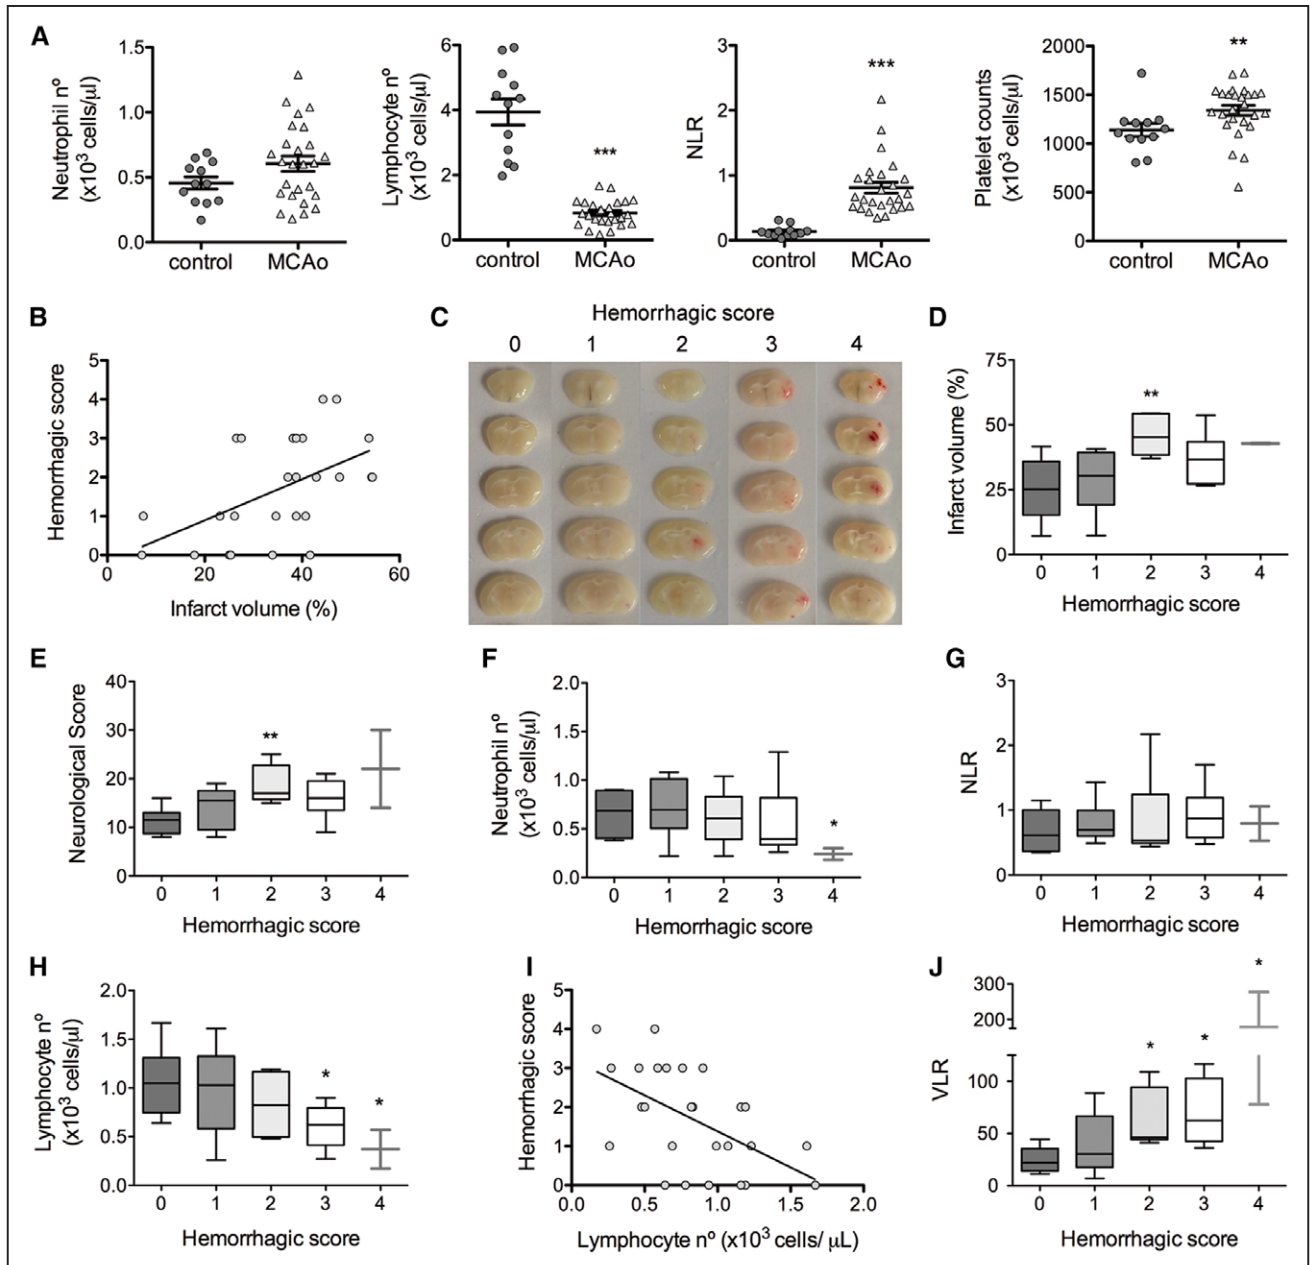 A
Neutrophil nº
(x10³ cells/µl)
1.5
1.0
0.5
0.0
control
MCAo
Lymphocyte nº
(x10³ cells/µl)
6
4
2
0
***
control
MCAo
NLR
3
2
1
0
***
control
MCAo
Platelet counts
(x10³ cells/µl)
2000
1500
1000
500
0
**
control
MCAo
B
Hemorrhagic score
5
4
3
2
1
0
0 20 40 60
Infarct volume (%)
C
Hemorrhagic score
0 1 2 3 4
D
Infarct volume (%)
75
50
25
0
**
0 1 2 3 4
Hemorrhagic score
E
Neurological Score
40
30
20
10
0
**
0 1 2 3 4
Hemorrhagic score
F
Neutrophil nº
(x10³ cells/µl)
2.0
1.5
1.0
0.5
0.0
*
0 1 2 3 4
Hemorrhagic score
G
NLR
3
2
1
0
0 1 2 3 4
Hemorrhagic score
H
Lymphocyte nº
(x10³ cells/µl)
2.0
1.5
1.0
0.5
0.0
* *
0 1 2 3 4
Hemorrhagic score
I
Hemorrhagic score
5
4
3
2
1
0
0.0 0.5 1.0 1.5 2.0
Lymphocyte nº (x10³ cells/ µL)
J
VLR
300
200
100
50
0
* * *
0 1 2 3 4
Hemorrhagic score